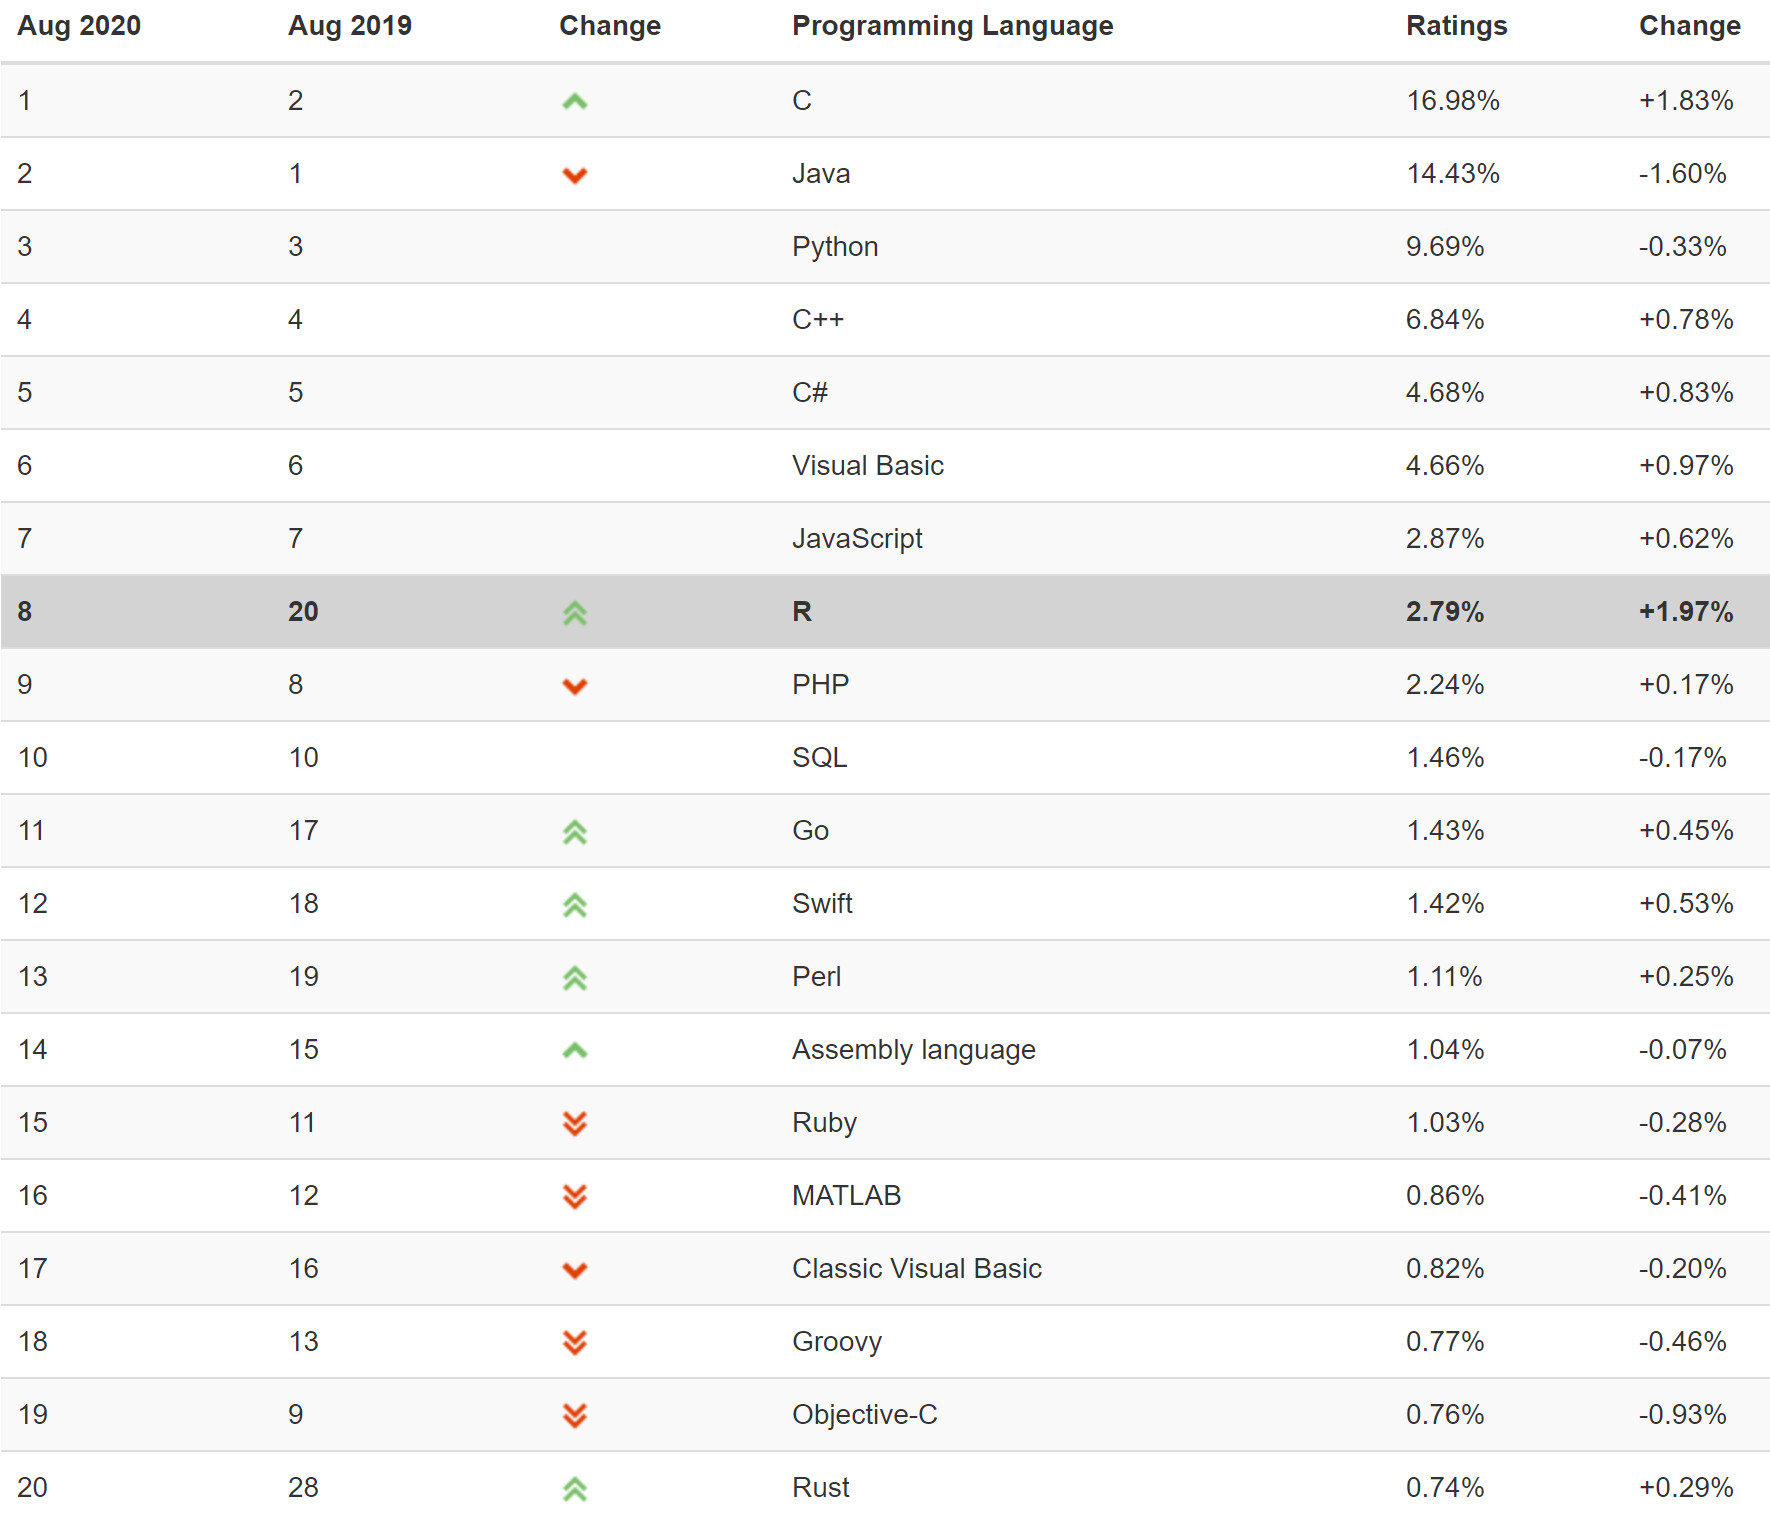 Aug 2020 Aug 2019 Change Programming Language Ratings Change
1 2 C 16.98% +1.83%
2 1 Java 14.43% -1.60%
3 3 Python 9.69% -0.33%
4 4 C++ 6.84% +0.78%
5 5 C# 4.68% +0.83%
6 6 Visual Basic 4.66% +0.97%
7 7 JavaScript 2.87% +0.62%
8 20 R 2.79% +1.97%
9 8 PHP 2.24% +0.17%
10 10 SQL 1.46% -0.17%
11 17 Go 1.43% +0.45%
12 18 Swift 1.42% +0.53%
13 19 Perl 1.11% +0.25%
14 15 Assembly language 1.04% -0.07%
15 11 Ruby 1.03% -0.28%
16 12 MATLAB 0.86% -0.41%
17 16 Classic Visual Basic 0.82% -0.20%
18 13 Groovy 0.77% -0.46%
19 9 Objective-C 0.76% -0.93%
20 28 Rust 0.74% +0.29%